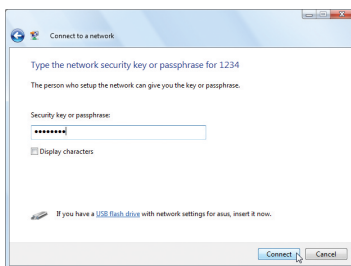 Connect to a network
Type the network security key or passphrase for 1234
The person who setup the network can give you the key or passphrase.
Security key or passphrase:
••••••••
Display characters
If you have a USB flash drive with network settings for asus, insert it now.
Connect Cancel